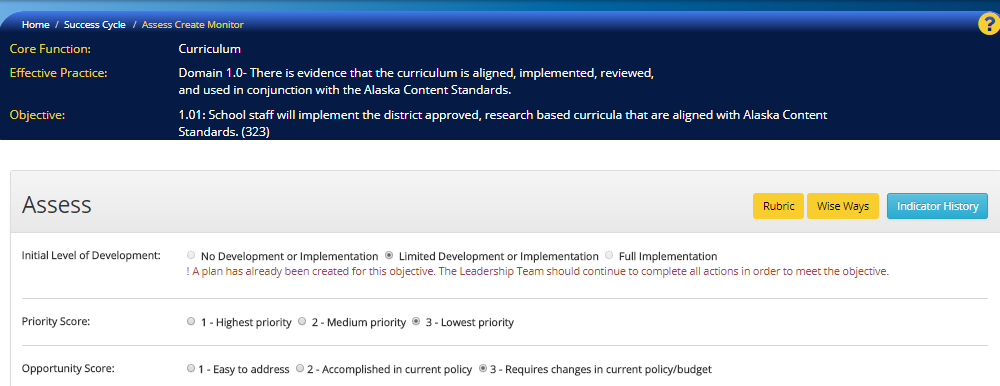 Home / Success Cycle / Assess Create Monitor
?
Core Function: Curriculum
Effective Practice: Domain 1.0- There is evidence that the curriculum is aligned, implemented, reviewed,
and used in conjunction with the Alaska Content Standards.
Objective: 1.01: School staff will implement the district approved, research based curricula that are aligned with Alaska Content
Standards. (323)
Assess Rubric Wise Ways Indicator History
Initial Level of Development: No Development or Implementation Limited Development or Implementation Full Implementation
! A plan has already been created for this objective. The Leadership Team should continue to complete all actions in order to meet the objective.
Priority Score: 1 - Highest priority 2 - Medium priority 3 - Lowest priority
Opportunity Score: 1 - Easy to address 2 - Accomplished in current policy 3 - Requires changes in current policy/budget